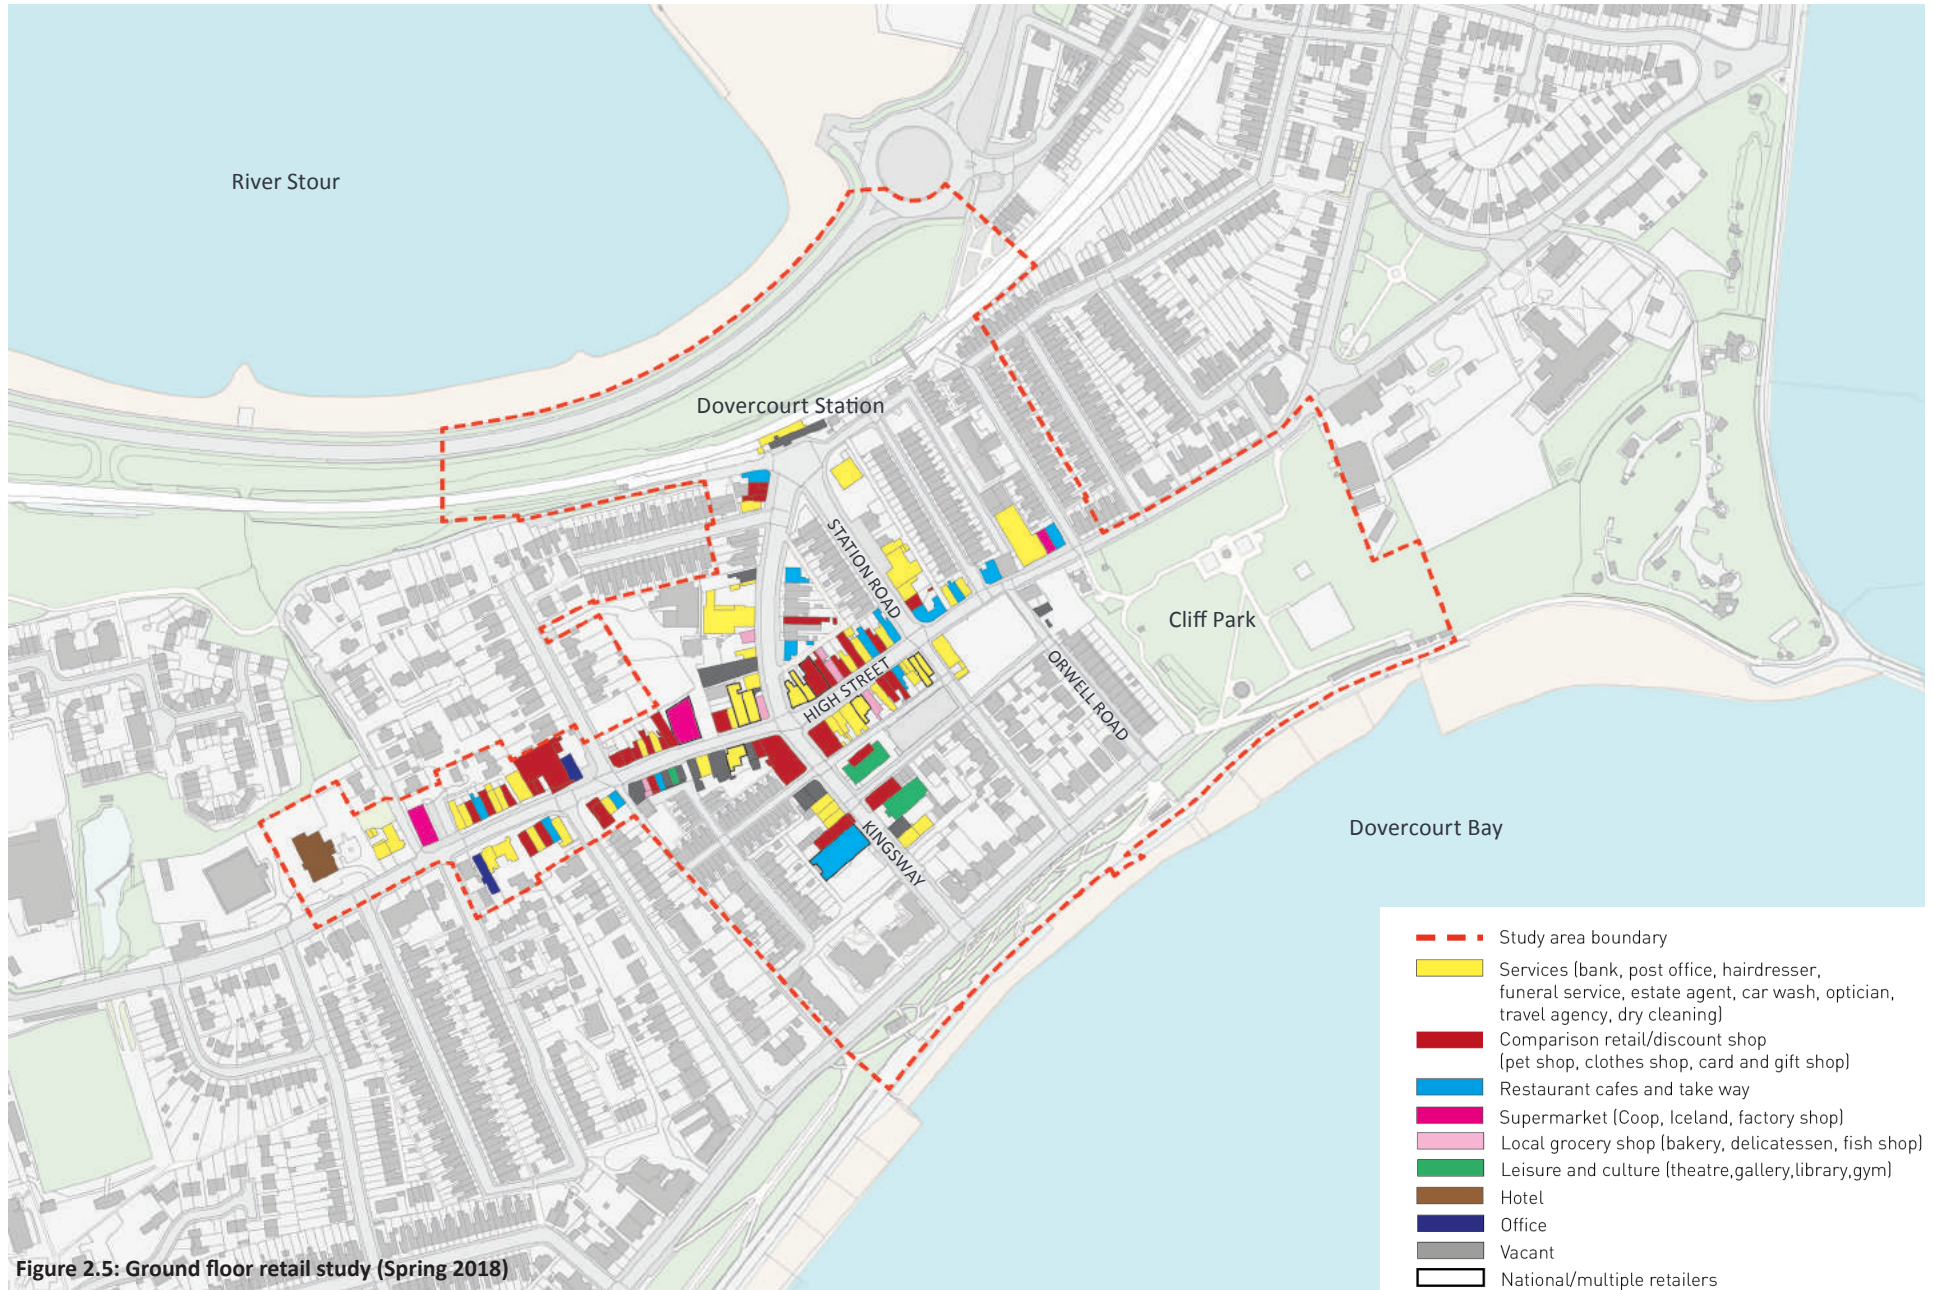 River Stour
Dovercourt Station
STATION ROAD
Cliff Park
HIGH STREET
ORWELL ROAD
KINGSWAY
Dovercourt Bay
Study area boundary
Services (bank, post office, hairdresser,
funeral service, estate agent, car wash, optician,
travel agency, dry cleaning)
Comparison retail/discount shop
(pet shop, clothes shop, card and gift shop)
Restaurant cafes and take way
Supermarket (Coop, Iceland, factory shop)
Local grocery shop (bakery, delicatessen, fish shop)
Leisure and culture (theatre,gallery,library,gym)
Hotel
Office
Vacant
National/multiple retailers
Figure 2.5: Ground floor retail study (Spring 2018)